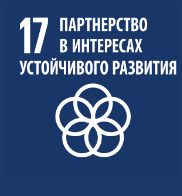 17 ПАРТНЕРСТВО
В ИНТЕРЕСАХ
УСТОЙЧИВОГО РАЗВИТИЯ